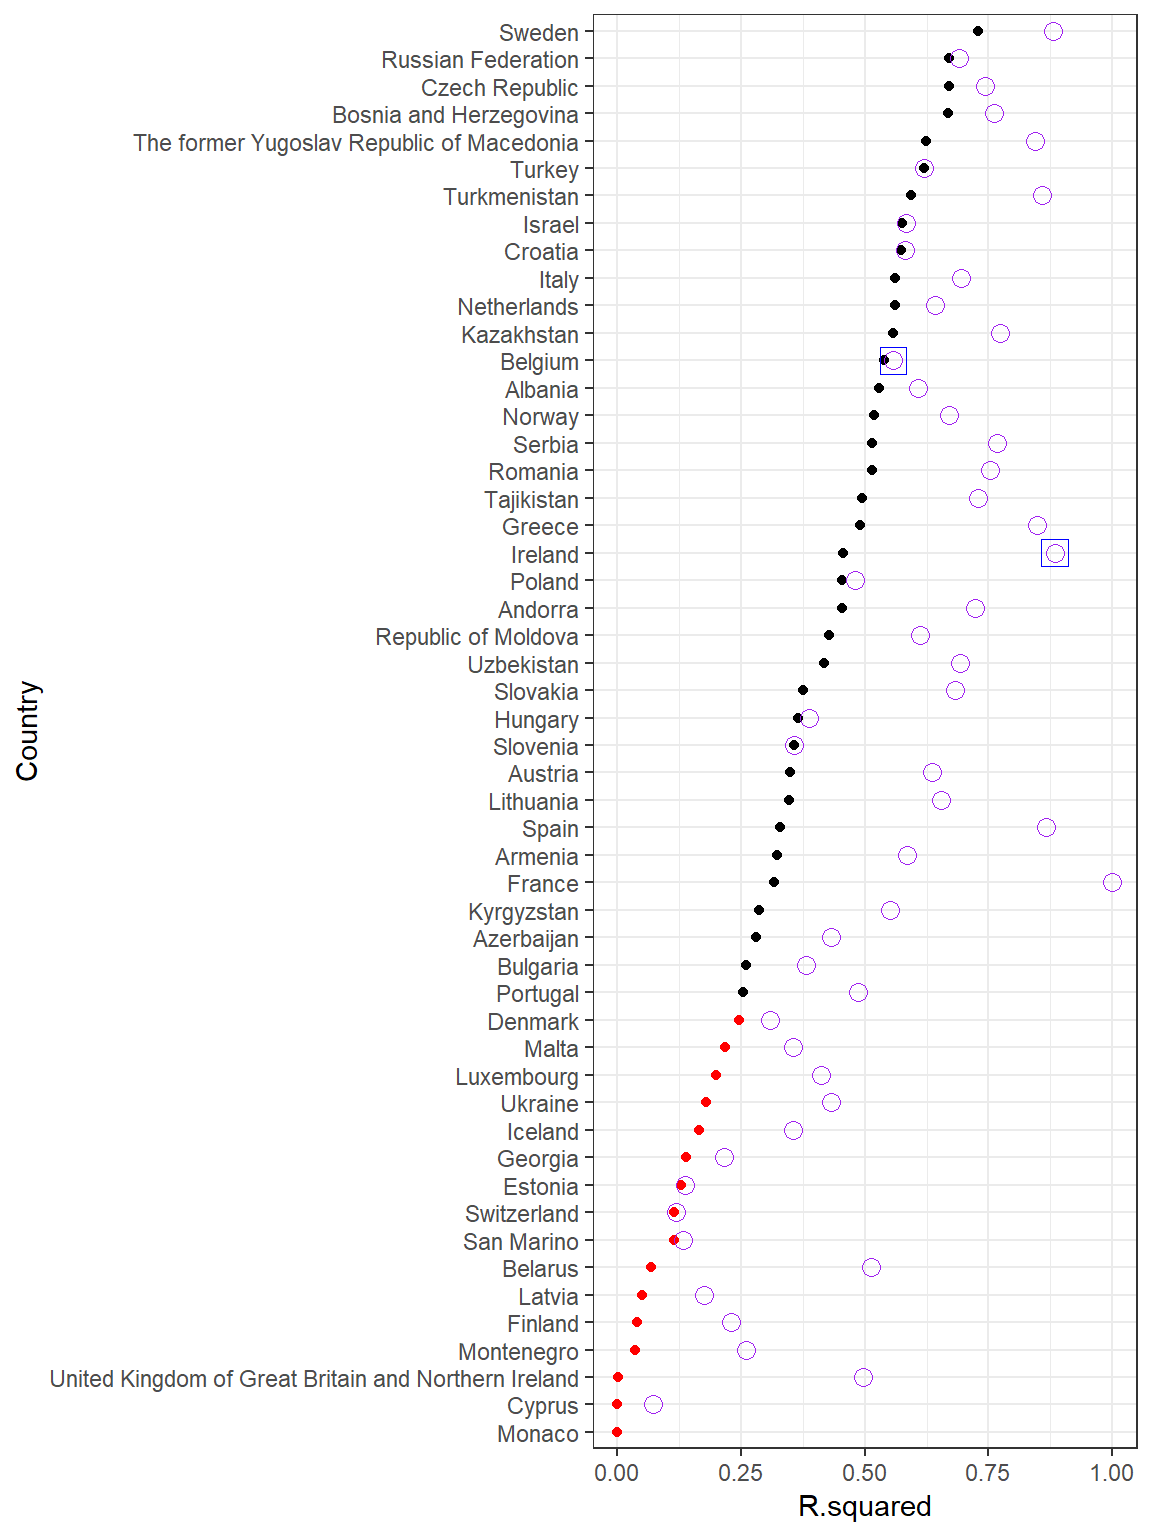 Sweden
Russian Federation
Czech Republic
Bosnia and Herzegovina
The former Yugoslav Republic of Macedonia
Turkey
Turkmenistan
Israel
Croatia
Italy
Netherlands
Kazakhstan
Belgium
Albania
Norway
Serbia
Romania
Tajikistan
Greece
Ireland
Poland
Andorra
Republic of Moldova
Uzbekistan
Slovakia
Hungary
Slovenia
Austria
Lithuania
Spain
Armenia
France
Kyrgyzstan
Azerbaijan
Bulgaria
Portugal
Denmark
Malta
Luxembourg
Ukraine
Iceland
Georgia
Estonia
Switzerland
San Marino
Belarus
Latvia
Finland
Montenegro
United Kingdom of Great Britain and Northern Ireland
Cyprus
Monaco
Country
0.00 0.25 0.50 0.75 1.00
R.squared